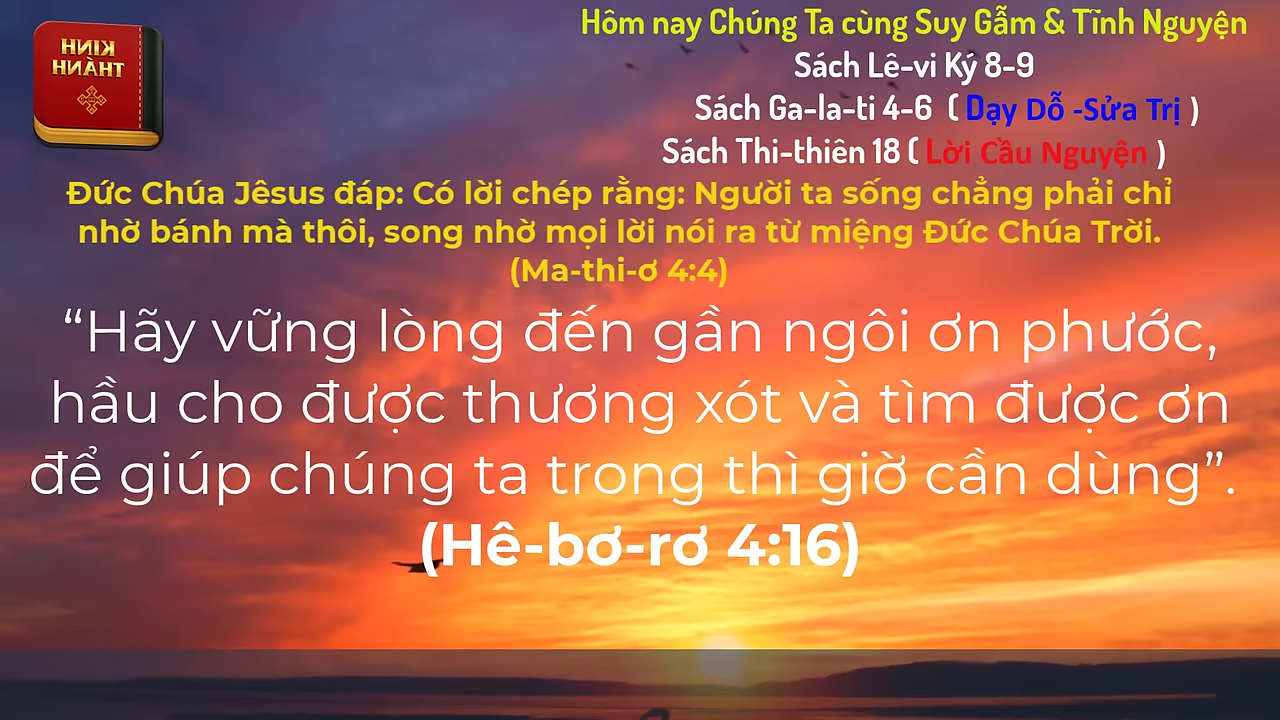 KINH
THÀNH
Hôm nay Chúng Ta cùng Suy Gẫm & Tĩnh Nguyện
Sách Lê-vi Ký 8-9
Sách Ga-la-ti 4-6 ( Dạy Dỗ -Sửa Trị )
Sách Thi-thiên 18 ( Lời Cầu Nguyện )
Đức Chúa Jêsus đáp: Có lời chép rằng: Người ta sống chẳng phải chỉ
nhờ bánh mà thôi, song nhờ mọi lời nói ra từ miệng Đức Chúa Trời.
(Ma-thi-ơ 4:4)
“Hãy vững lòng đến gần ngôi ơn phước,
hầu cho được thương xót và tìm được ơn
để giúp chúng ta trong thì giờ cần dùng”.
(Hê-bơ-rơ 4:16)